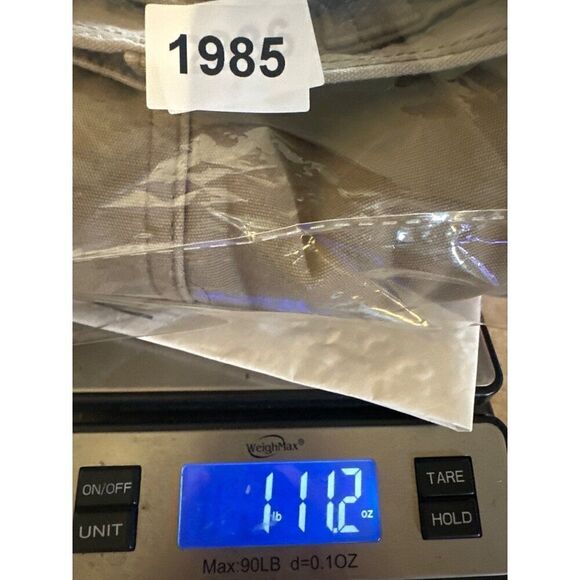 1985
WeighMax®
ON/OFF
UNIT
1 lb 11.2 oz
TARE
HOLD
Max:90LB d=0.1OZ